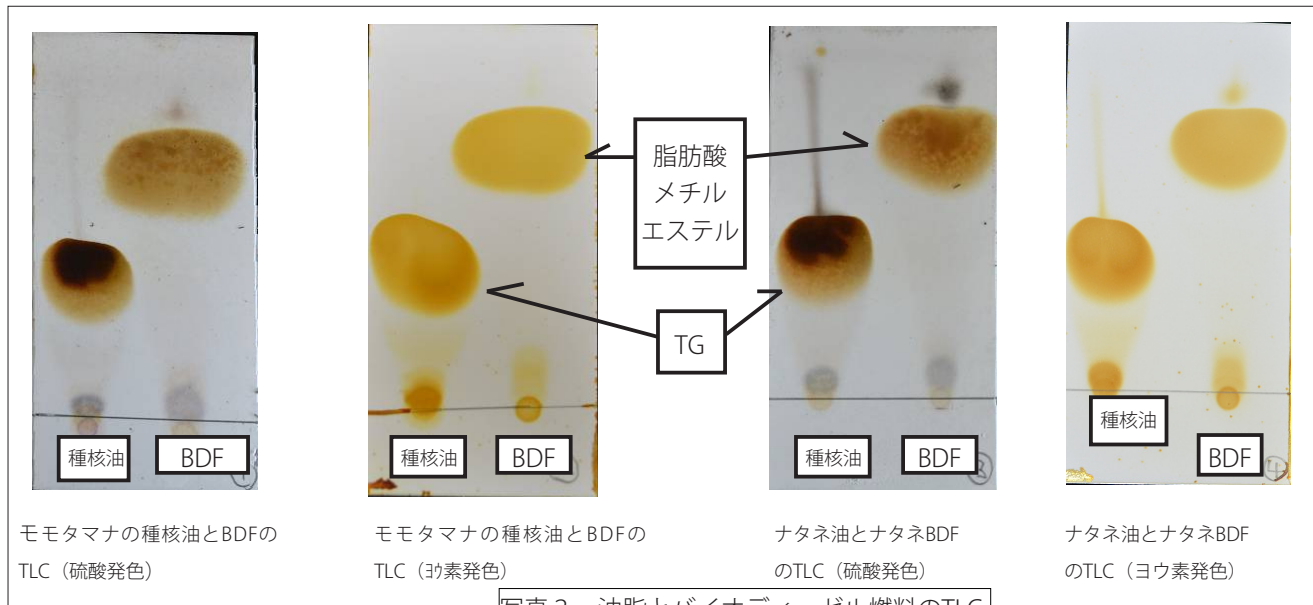 脂肪酸
メチル
エステル
TG
種核油
BDF
種核油
BDF
種核油
BDF
種核油
BDF
モモタマナの種核油とBDFの
TLC（硫酸発色）
モモタマナの種核油とBDFの
TLC（ﾖｳ素発色）
ナタネ油とナタネBDF
のTLC（硫酸発色）
ナタネ油とナタネBDF
のTLC（ヨウ素発色）
油脂とバイオディーゼル燃料のTLC